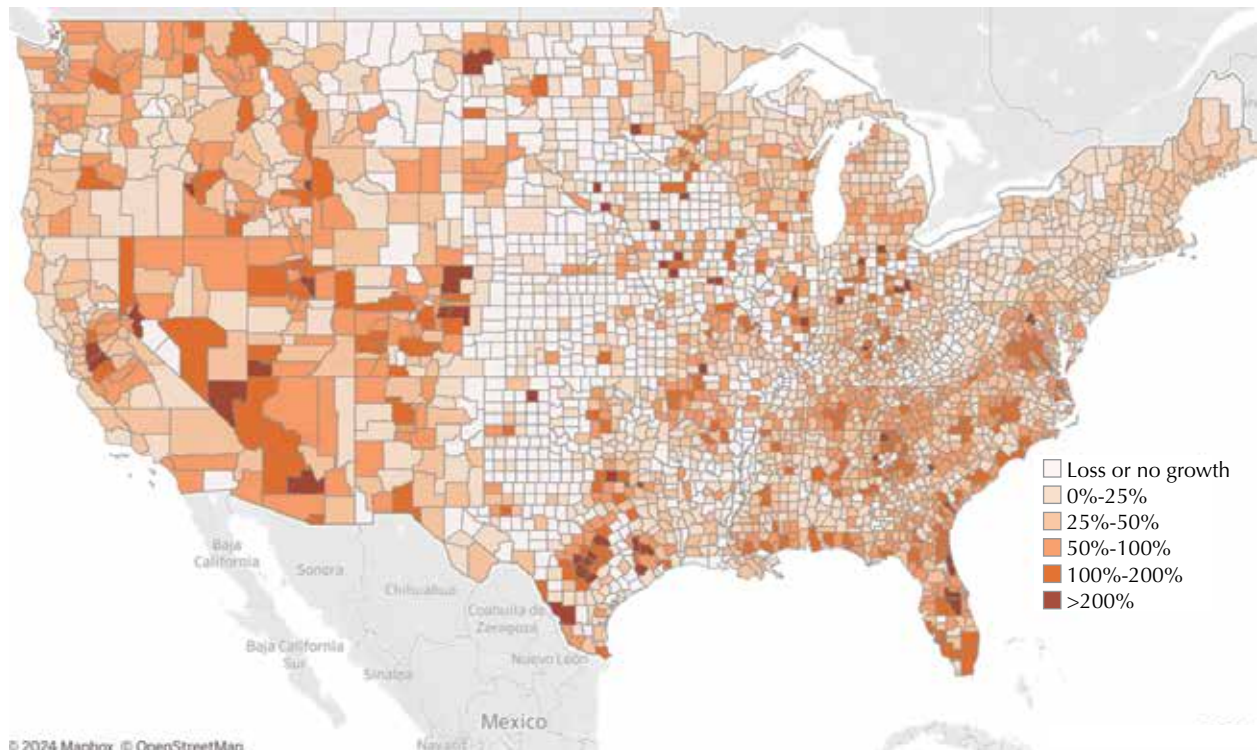 Loss or no growth
0%-25%
25%-50%
50%-100%
100%-200%
>200%
Baja
California
Sonora
Chihuahua
Coahuila de
Zaragoza
Baja California
Sur
Sinaloa
Nuevo León
Mexico
Nayarit
© 2024 Mapbox © OpenStreetMap